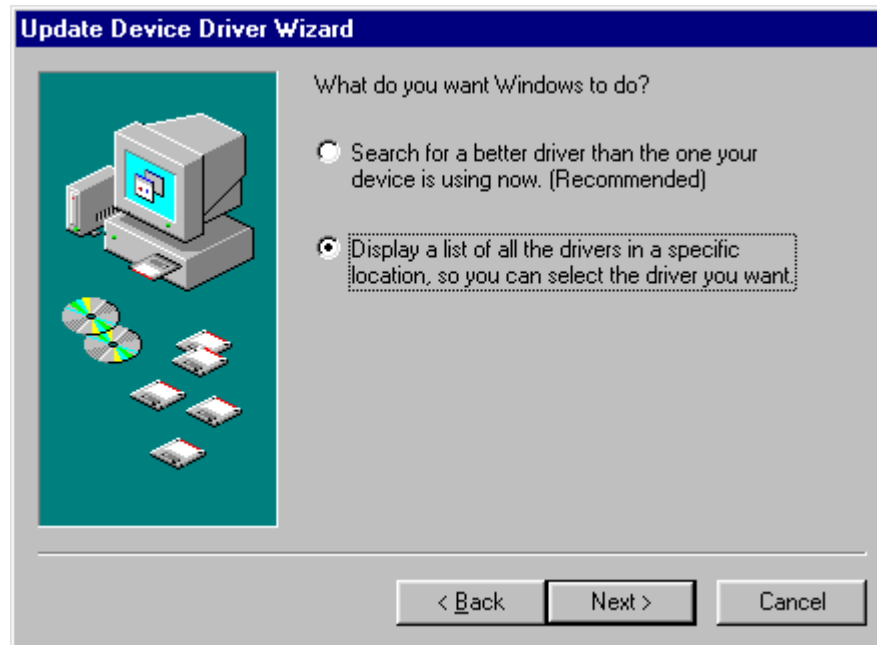 Update Device Driver Wizard
What do you want Windows to do?
Search for a better driver than the one your
device is using now. (Recommended)
Display a list of all the drivers in a specific
location, so you can select the driver you want.
< Back
Next >
Cancel